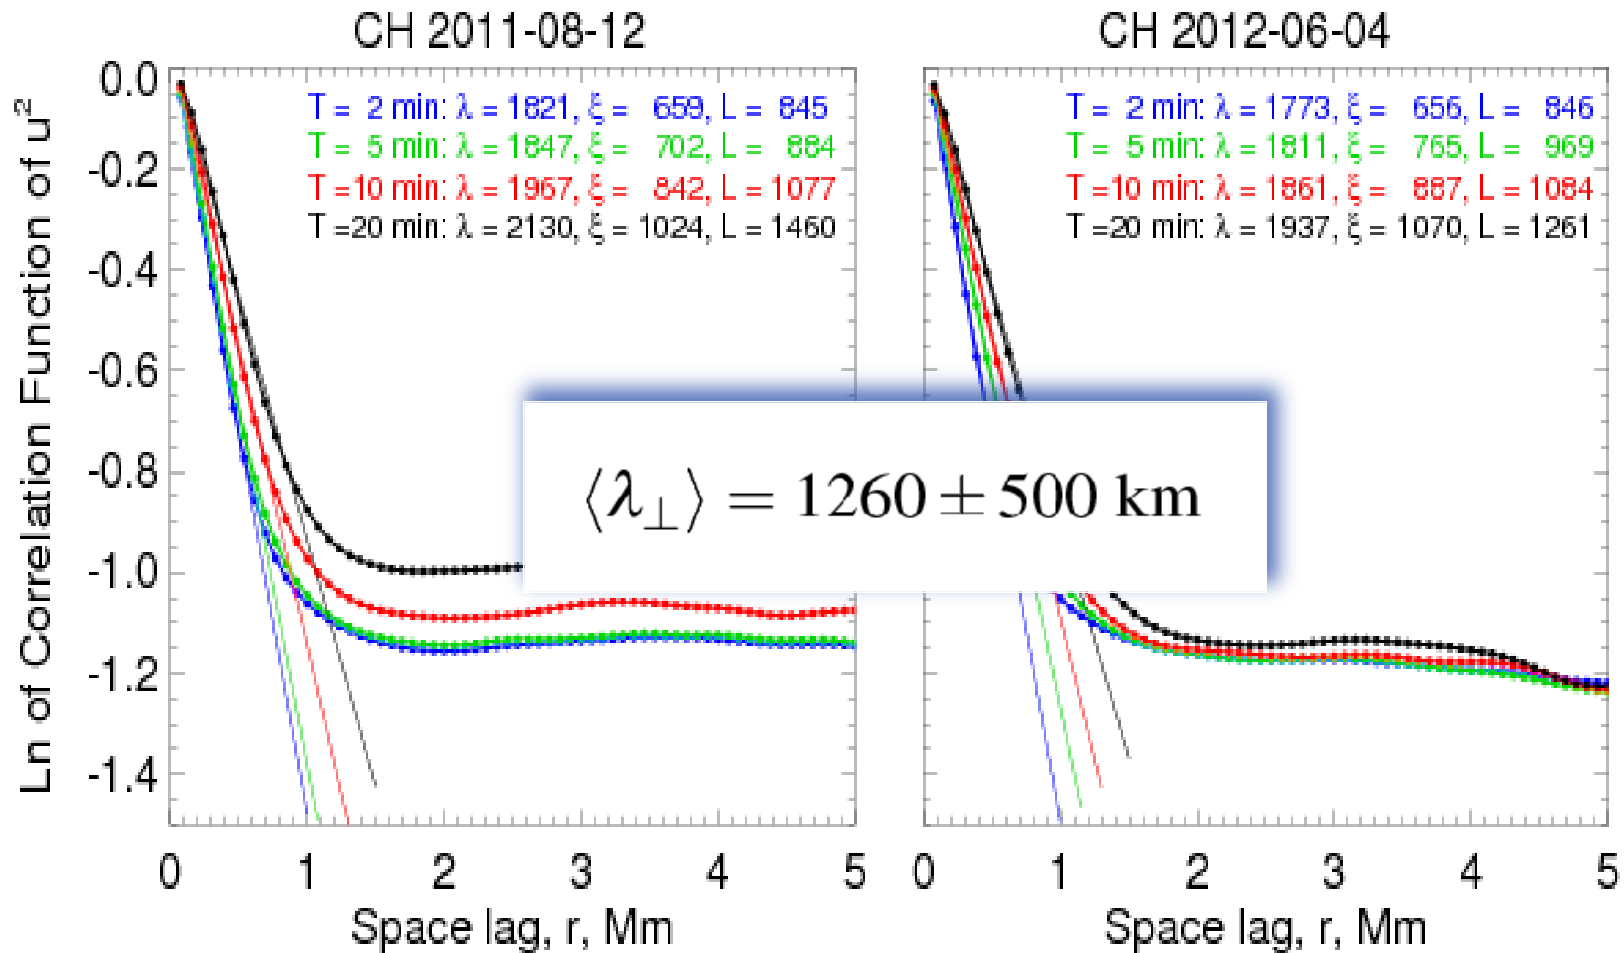 CH 2011-08-12
CH 2012-06-04
Ln of Correlation Function of u²
0.0
-0.2
-0.4
-0.6
-0.8
-1.0
-1.2
-1.4
T = 2 min: λ = 1821, ξ = 659, L = 845
T = 5 min: λ = 1847, ξ = 702, L = 884
T =10 min: λ = 1967, ξ = 842, L = 1077
T =20 min: λ = 2130, ξ = 1024, L = 1460
T = 2 min: λ = 1773, ξ = 656, L = 846
T = 5 min: λ = 1811, ξ = 765, L = 969
T =10 min: λ = 1861, ξ = 887, L = 1084
T =20 min: λ = 1937, ξ = 1070, L = 1261
⟨λ⊥⟩ = 1260 ± 500 km
0 1 2 3 4 5
0 1 2 3 4 5
Space lag, r, Mm
Space lag, r, Mm